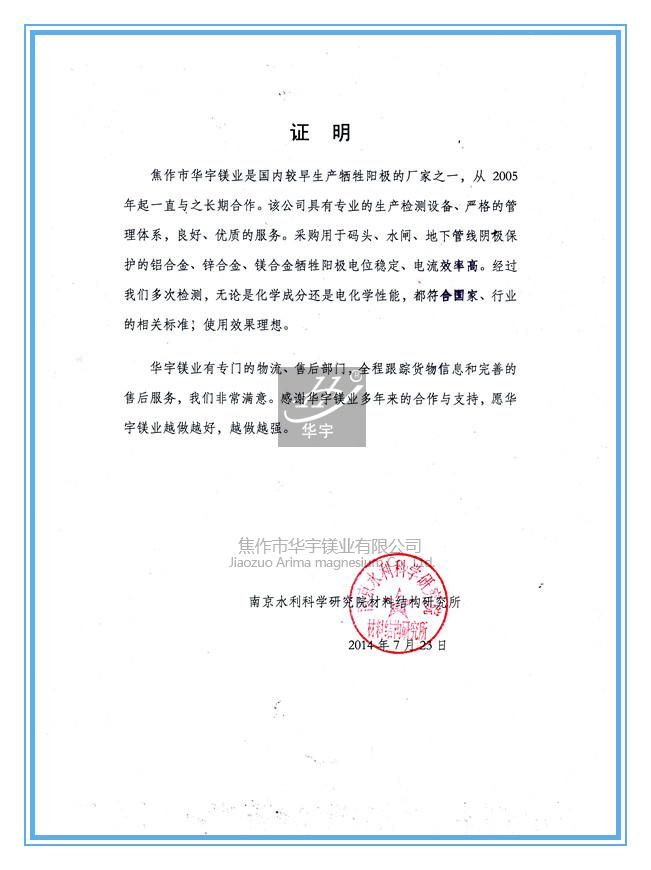 证 明
焦作市华宇镁业是国内较早生产牺牲阳极的厂家之一，从 2005
年起一直与之长期合作。该公司具有专业的生产检测设备、严格的管
理体系，良好、优质的服务。采购用于码头、水闸、地下管线阴极保
护的铝合金、锌合金、镁合金牺牲阳极电位稳定、电流效率高。经过
我们多次检测，无论是化学成分还是电化学性能，都符合国家、行业
的相关标准；使用效果理想。
华宇镁业有专门的物流、售后部门，全程跟踪货物信息和完善的
售后服务，我们非常满意。感谢华宇镁业多年来的合作与支持，愿华
宇镁业越做越好，越做越强。
®
华宇
焦作市华宇镁业有限公司
Jiaozuo Arima magnesium Co., Ltd.
南京水利科学研究院材料结构研究所
南京水利科学研究院
材料结构研究所
2014 年 7 月 23 日